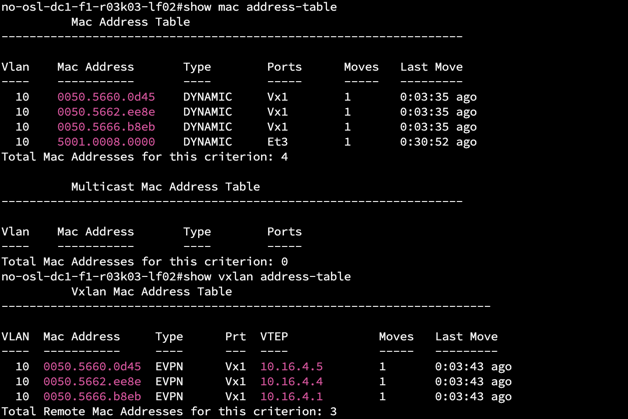 no-osl-dc1-f1-r03k03-lf02#show mac address-table
          Mac Address Table
------------------------------------------------------------------

Vlan    Mac Address       Type        Ports      Moves   Last Move
----    -----------       ----        -----      -----   ---------
  10    0050.5660.0d45    DYNAMIC     Vx1        1       0:03:35 ago
  10    0050.5662.ee8e    DYNAMIC     Vx1        1       0:03:35 ago
  10    0050.5666.b8eb    DYNAMIC     Vx1        1       0:03:35 ago
  10    5001.0008.0000    DYNAMIC     Et3        1       0:30:52 ago
Total Mac Addresses for this criterion: 4

          Multicast Mac Address Table
------------------------------------------------------------------

Vlan    Mac Address       Type        Ports
----    -----------       ----        -----
Total Mac Addresses for this criterion: 0
no-osl-dc1-f1-r03k03-lf02#show vxlan address-table
          Vxlan Mac Address Table
----------------------------------------------------------------------

VLAN  Mac Address     Type      Prt  VTEP             Moves   Last Move
----  -----------     ----      ---  ----             -----   ---------
  10  0050.5660.0d45  EVPN      Vx1  10.16.4.5        1       0:03:43 ago
  10  0050.5662.ee8e  EVPN      Vx1  10.16.4.4        1       0:03:43 ago
  10  0050.5666.b8eb  EVPN      Vx1  10.16.4.1        1       0:03:43 ago
Total Remote Mac Addresses for this criterion: 3